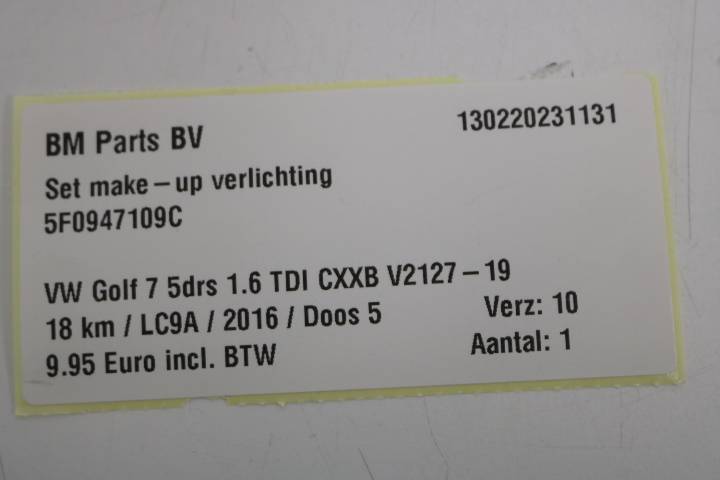 BM Parts BV 130220231131
Set make-up verlichting
5F0947109C
VW Golf 7 5drs 1.6 TDI CXXB V2127-19
18 km / LC9A / 2016 / Doos 5 Verz: 10
9.95 Euro incl. BTW Aantal: 1